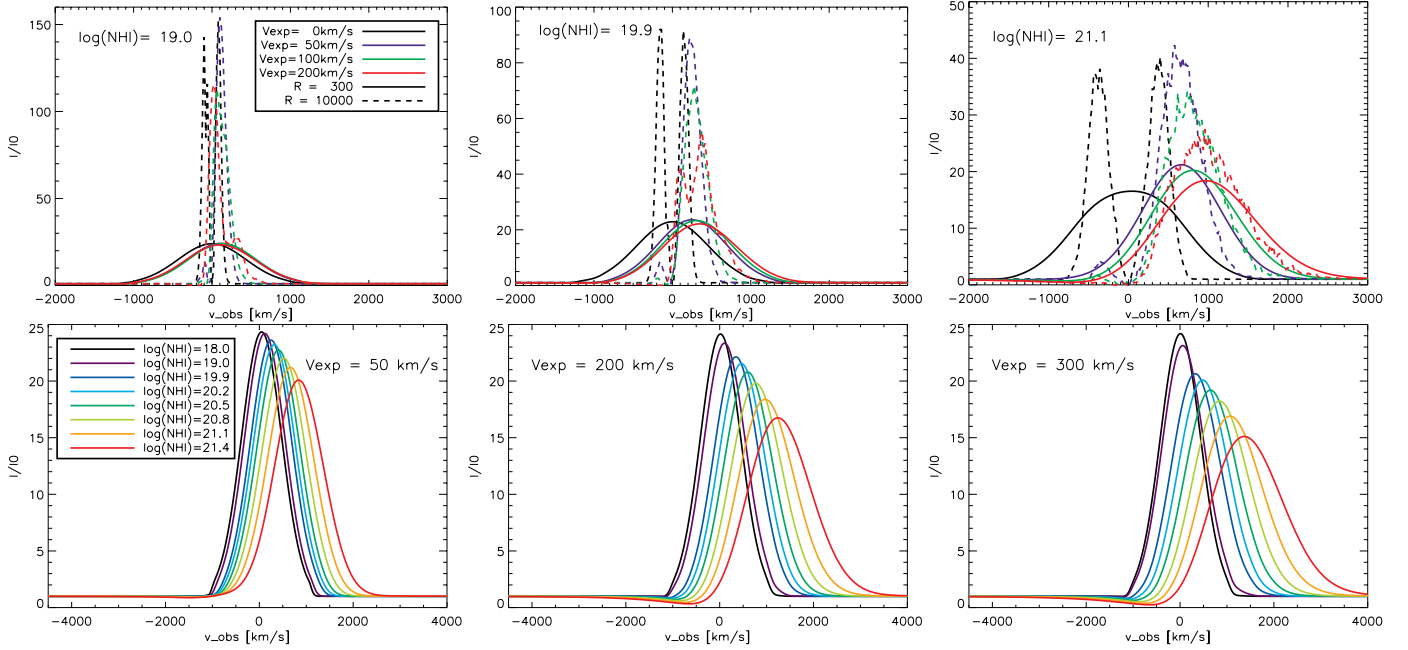 log(NHI)= 19.0
Vexp=   0km/s
Vexp= 50km/s
Vexp=100km/s
Vexp=200km/s
R =   300
R = 10000
I/I0
0
50
100
150
−2000
−1000
0
1000
2000
3000
v_obs [km/s]
log(NHI)= 19.9
I/I0
0
20
40
60
80
100
−2000
−1000
0
1000
2000
3000
v_obs [km/s]
log(NHI)= 21.1
I/I0
0
10
20
30
40
50
−2000
−1000
0
1000
2000
3000
v_obs [km/s]
log(NHI)=18.0
log(NHI)=19.0
log(NHI)=19.9
log(NHI)=20.2
log(NHI)=20.5
log(NHI)=20.8
log(NHI)=21.1
log(NHI)=21.4
Vexp = 50 km/s
I/I0
0
5
10
15
20
25
−4000
−2000
0
2000
4000
v_obs [km/s]
Vexp = 200 km/s
I/I0
0
5
10
15
20
25
−4000
−2000
0
2000
4000
v_obs [km/s]
Vexp = 300 km/s
I/I0
0
5
10
15
20
25
−4000
−2000
0
2000
4000
v_obs [km/s]